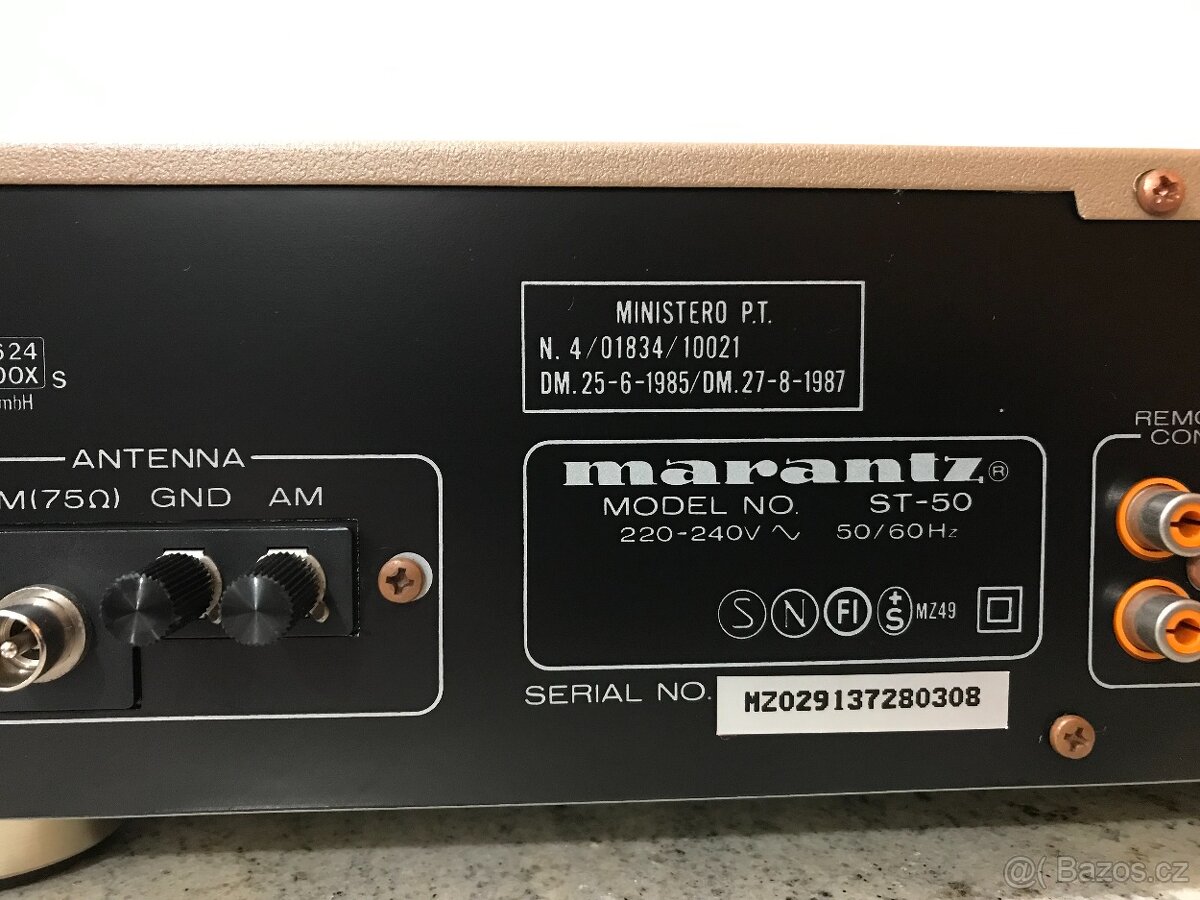 MINISTERO P.T.
N. 4/01834/10021
DM.25-6-1985/DM.27-8-1987
624
00X S
mbH
ANTENNA
M(75Ω) GND AM
marantz®
MODEL NO. ST-50
220-240V ∿ 50/60Hz
S N FI +S MZ49
SERIAL NO. MZ029137280308
REMO
CON
@( Bazos.cz